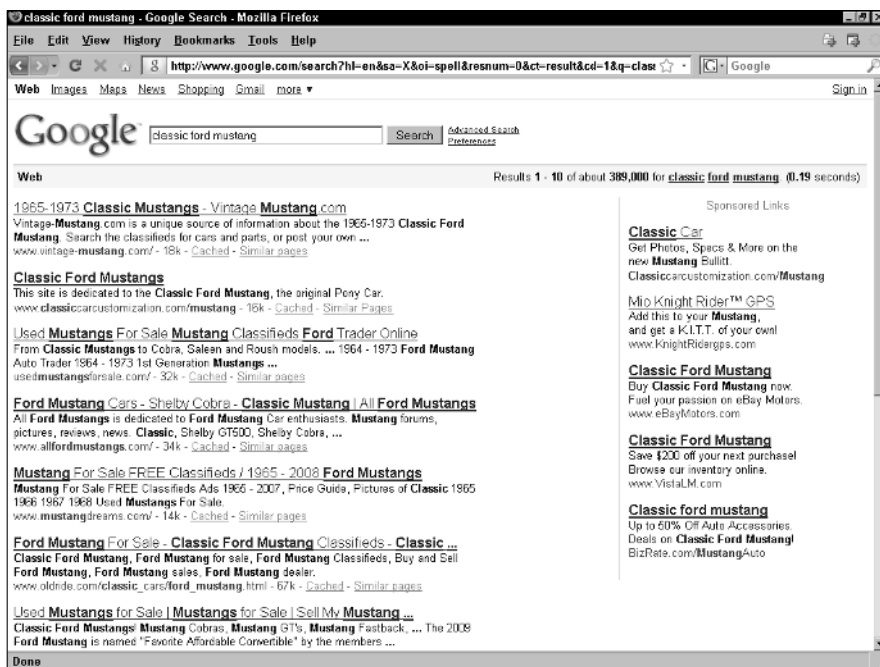 classic ford mustang - Google Search - Mozilla Firefox
File Edit View History Bookmarks Tools Help
http://www.google.com/search?hl=en&sa=X&oi=spell&resnum=0&ct=result&cd=1&q=clas
Google
Web Images Maps News Shopping Gmail more ▼
Sign in
Google
classic ford mustang
Search
Advanced Search
Preferences
Web
Results 1 - 10 of about 389,000 for classic ford mustang. (0.19 seconds)
1965-1973 Classic Mustangs - Vintage Mustang.com
Vintage-Mustang.com is a unique source of information about the 1965-1973 Classic Ford
Mustang. Search the classifieds for cars and parts, or post your own ...
www.vintage-mustang.com/ - 18k - Cached - Similar pages
Classic Ford Mustangs
This site is dedicated to the Classic Ford Mustang, the original Pony Car.
www.classiccarcustomization.com/mustang - 16k - Cached - Similar Pages
Used Mustangs For Sale Mustang Classifieds Ford Trader Online
From Classic Mustangs to Cobra, Saleen and Roush models. ... 1964 - 1973 Ford Mustang
Auto Trader 1964 - 1973 1st Generation Mustangs ...
usedmustangsforsale.com/ - 32k - Cached - Similar pages
Ford Mustang Cars - Shelby Cobra - Classic Mustang | All Ford Mustangs
All Ford Mustangs is dedicated to Ford Mustang Car enthusiasts. Mustang forums,
pictures, reviews, news. Classic, Shelby GT500, Shelby Cobra, ...
www.allfordmustangs.com/ - 34k - Cached - Similar pages
Mustang For Sale FREE Classifieds / 1965 - 2008 Ford Mustangs
Mustang For Sale FREE Classifieds Ads 1965 - 2007, Price Guide, Pictures of Classic 1965
1966 1967 1968 Used Mustangs For Sale.
www.mustangdreams.com/ - 14k - Cached - Similar pages
Ford Mustang For Sale - Classic Ford Mustang Classifieds - Classic ...
Classic Ford Mustang, Ford Mustang for sale, Ford Mustang Classifieds, Buy and Sell
Ford Mustang, Ford Mustang sales, Ford Mustang dealer.
www.oldride.com/classic_cars/ford_mustang.html - 67k - Cached - Similar pages
Used Mustangs for Sale | Mustangs for Sale | Sell My Mustang ...
Classic Ford Mustangs! Mustang Cobras, Mustang GT's, Mustang Fastback, ... The 2009
Ford Mustang is named "Favorite Affordable Convertible" by the members ...
Sponsored Links
Classic Car
Get Photos, Specs & More on the
new Mustang Bullitt.
Classiccarcustomization.com/Mustang
Mio Knight Rider™ GPS
Add this to your Mustang,
and get a K.I.T.T. of your own!
www.KnightRidergps.com
Classic Ford Mustang
Buy Classic Ford Mustang now.
Fuel your passion on eBay Motors.
www.eBayMotors.com
Classic Ford Mustang
Save $200 off your next purchase!
Browse our inventory online.
www.VistaLM.com
Classic ford mustang
Up to 50% Off Auto Accessories.
Deals on Classic Ford Mustang!
BizRate.com/MustangAuto
Done